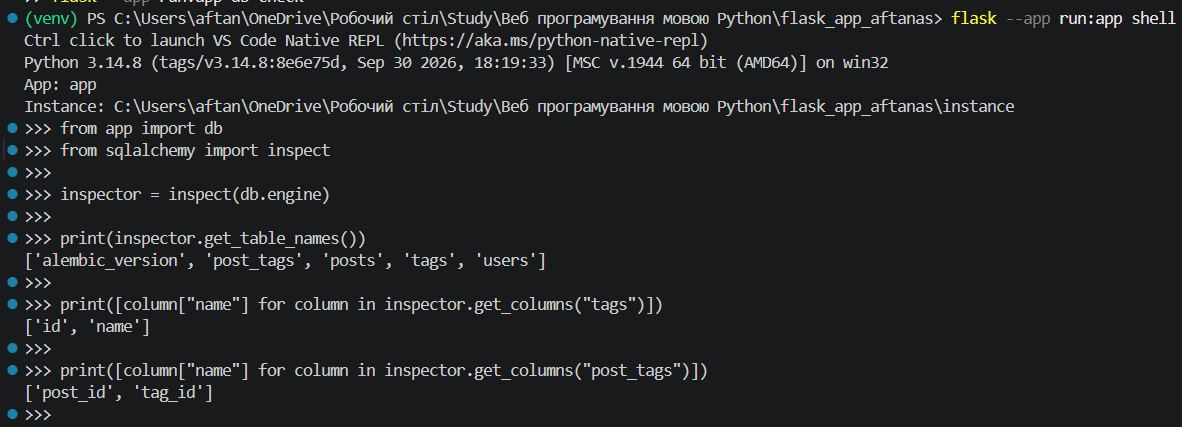 (venv) PS C:\Users\aftan\OneDrive\Робочий стіл\Study\Веб програмування мовою Python\flask_app_aftanas> flask --app run:app shell
Ctrl click to launch VS Code Native REPL (https://aka.ms/python-native-repl)
Python 3.14.8 (tags/v3.14.8:8e6e75d, Sep 30 2026, 18:19:33) [MSC v.1944 64 bit (AMD64)] on win32
App: app
Instance: C:\Users\aftan\OneDrive\Робочий стіл\Study\Веб програмування мовою Python\flask_app_aftanas\instance
>>> from app import db
>>> from sqlalchemy import inspect
>>>
>>> inspector = inspect(db.engine)
>>>
>>> print(inspector.get_table_names())
['alembic_version', 'post_tags', 'posts', 'tags', 'users']
>>>
>>> print([column["name"] for column in inspector.get_columns("tags")])
['id', 'name']
>>>
>>> print([column["name"] for column in inspector.get_columns("post_tags")])
['post_id', 'tag_id']
>>>